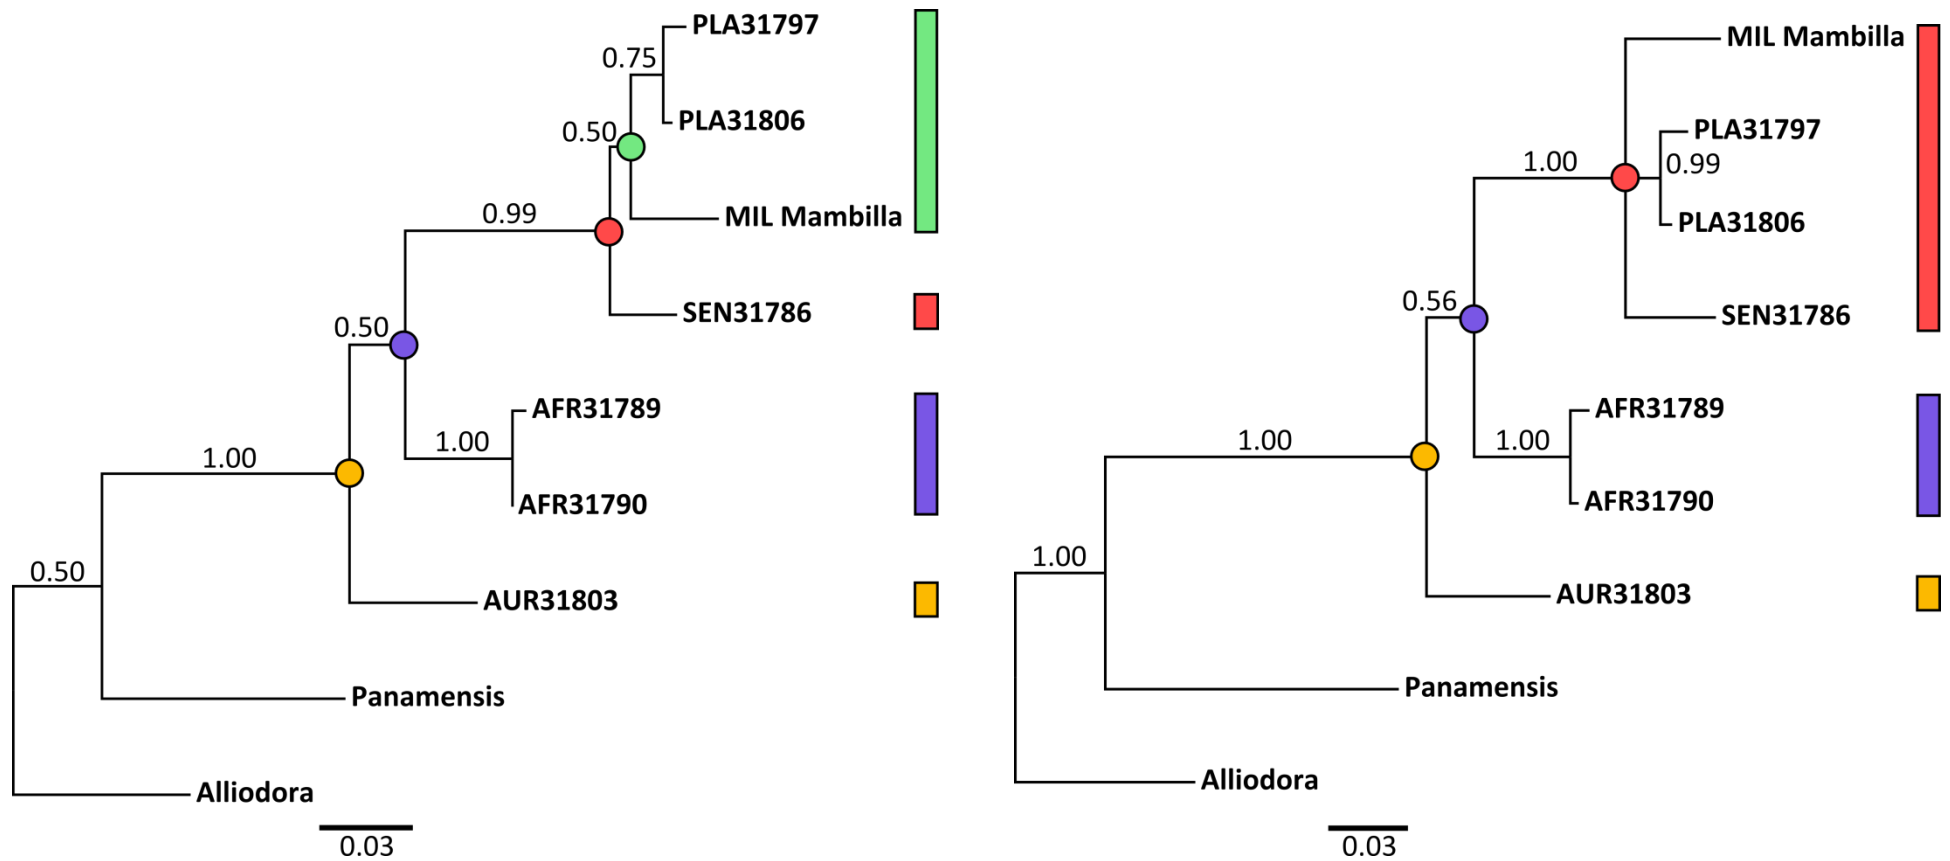 PLA31797
0.75
PLA31806
0.50
MIL Mambilla
0.99
SEN31786
0.50
AFR31789
1.00
AFR31790
1.00
AUR31803
0.50
Panamensis
Alliodora
0.03
MIL Mambilla
PLA31797
1.00
0.99
PLA31806
0.56
SEN31786
AFR31789
1.00
1.00
AFR31790
1.00
AUR31803
Panamensis
Alliodora
0.03